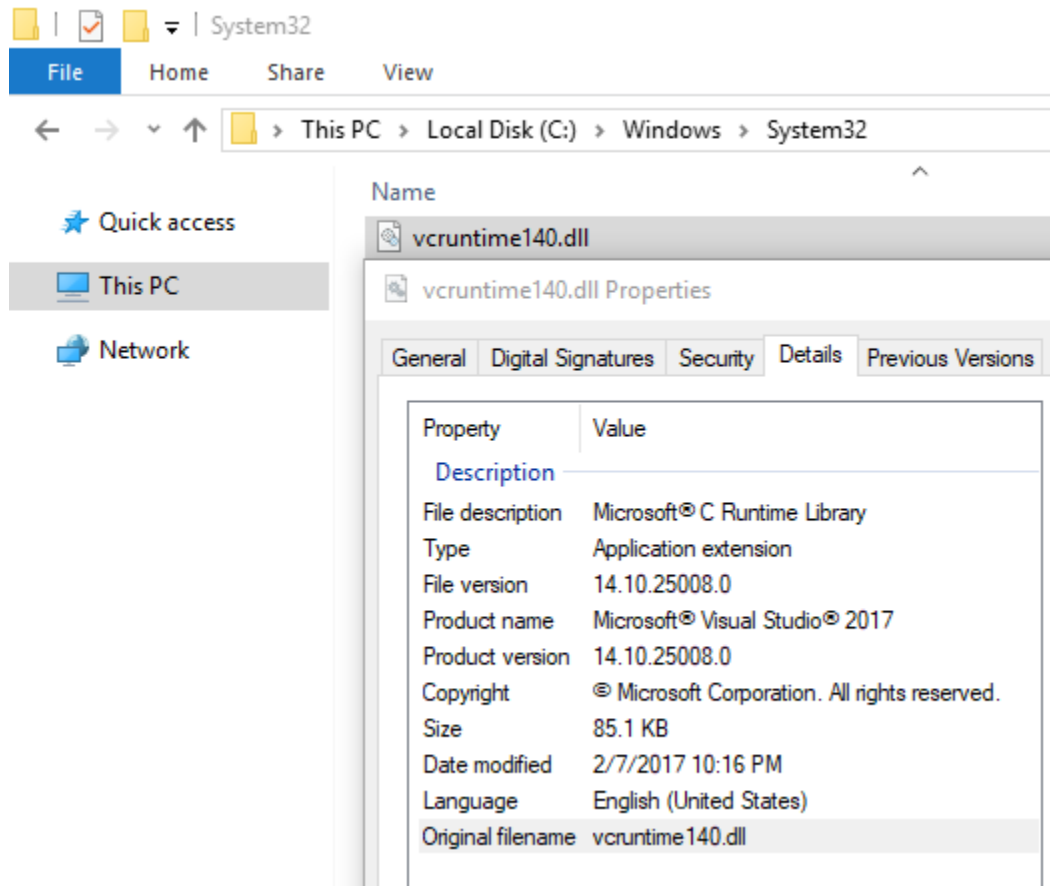 System32
File Home Share View
This PC Local Disk (C:) Windows System32
Name
Quick access
vcruntime140.dll
This PC
vcruntime140.dll Properties
Network
General Digital Signatures Security Details Previous Versions
Property Value
Description
File description Microsoft® C Runtime Library
Type Application extension
File version 14.10.25008.0
Product name Microsoft® Visual Studio® 2017
Product version 14.10.25008.0
Copyright © Microsoft Corporation. All rights reserved.
Size 85.1 KB
Date modified 2/7/2017 10:16 PM
Language English (United States)
Original filename vcruntime140.dll